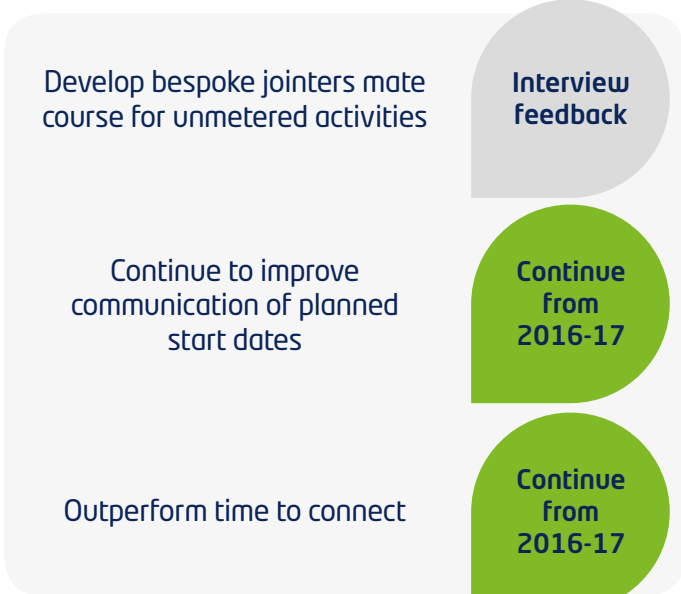 Develop bespoke jointers mate
course for unmetered activities
Interview
feedback
Continue to improve
communication of planned
start dates
Continue
from
2016-17
Outperform time to connect
Continue
from
2016-17